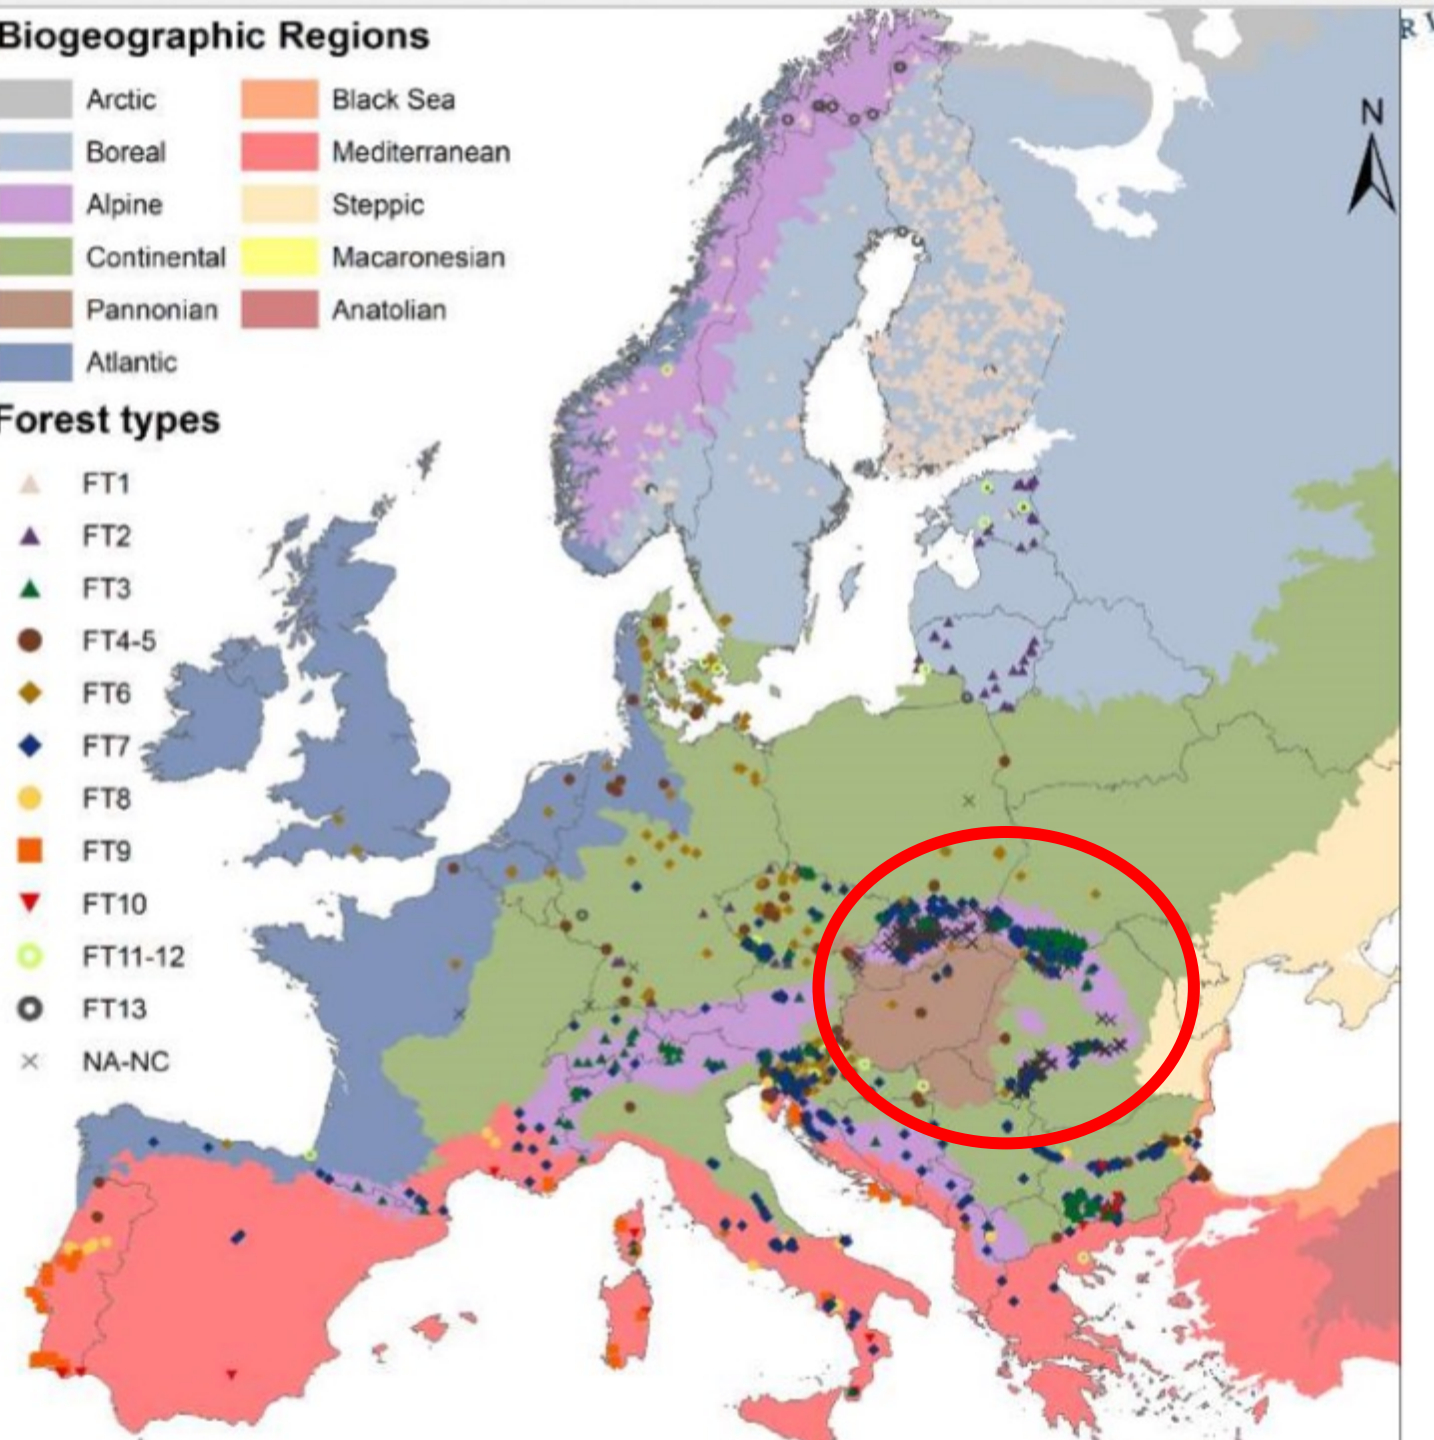 Biogeographic Regions
Arctic
Black Sea
Boreal
Mediterranean
Alpine
Steppic
Continental
Macaronesian
Pannonian
Anatolian
Atlantic
Forest types
FT1
FT2
FT3
FT4-5
FT6
FT7
FT8
FT9
FT10
FT11-12
FT13
NA-NC
N
R